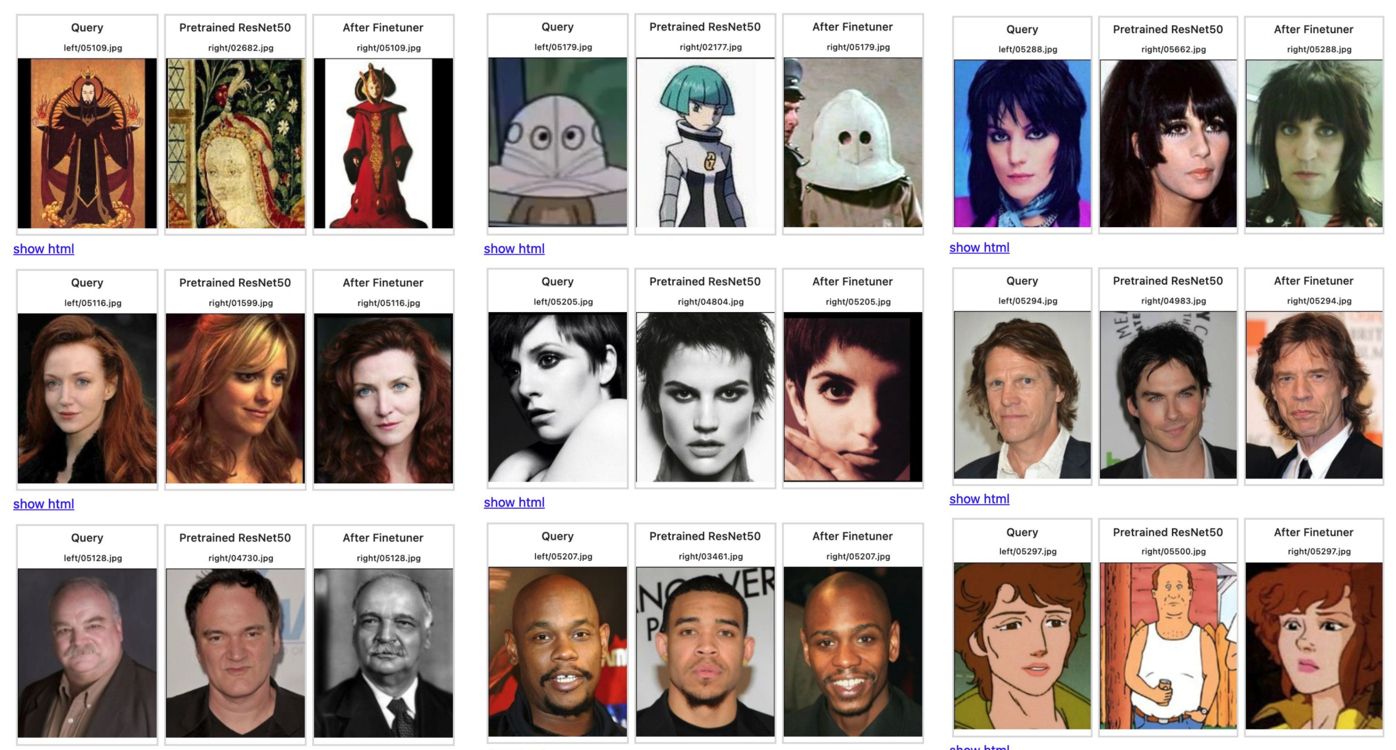 Query
left/05109.jpg
Pretrained ResNet50
right/02682.jpg
After Finetuner
right/05109.jpg
show html
Query
left/05179.jpg
Pretrained ResNet50
right/02177.jpg
After Finetuner
right/05179.jpg
show html
Query
left/05288.jpg
Pretrained ResNet50
right/05662.jpg
After Finetuner
right/05288.jpg
show html
Query
left/05116.jpg
Pretrained ResNet50
right/01599.jpg
After Finetuner
right/05116.jpg
show html
Query
left/05205.jpg
Pretrained ResNet50
right/04804.jpg
After Finetuner
right/05205.jpg
show html
Query
left/05294.jpg
Pretrained ResNet50
right/04983.jpg
After Finetuner
right/05294.jpg
show html
Query
left/05128.jpg
Pretrained ResNet50
right/04730.jpg
After Finetuner
right/05128.jpg
Query
left/05207.jpg
Pretrained ResNet50
right/03461.jpg
After Finetuner
right/05207.jpg
Query
left/05297.jpg
Pretrained ResNet50
right/05500.jpg
After Finetuner
right/05297.jpg
show html